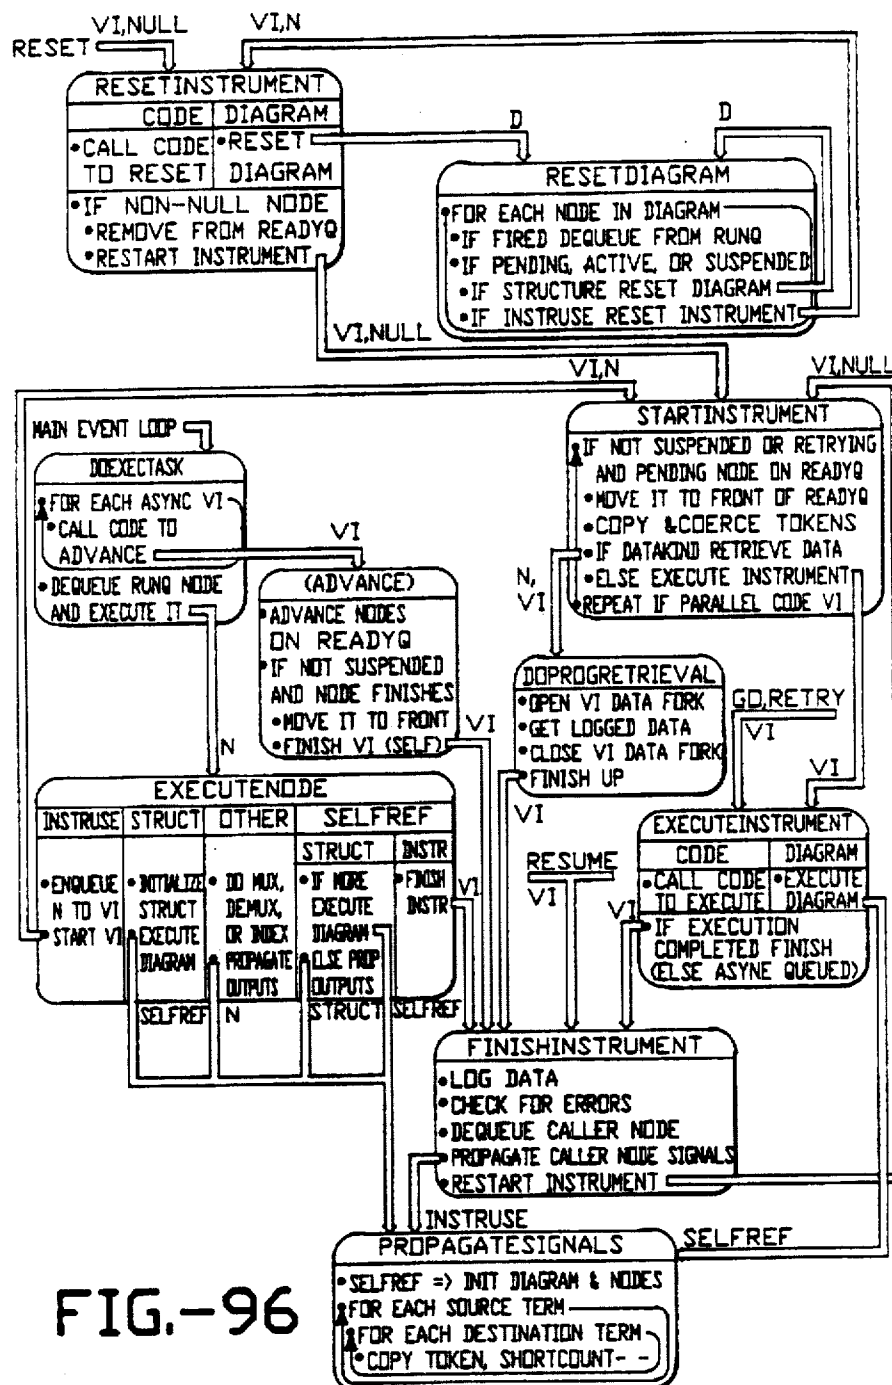 VI,NULL
VI,N
RESET
RESETINSTRUMENT
CODE DIAGRAM
•CALL CODE •RESET
TO RESET DIAGRAM
•IF NON-NULL NODE
•REMOVE FROM READYQ
•RESTART INSTRUMENT
D
D
RESETDIAGRAM
•FOR EACH NODE IN DIAGRAM
•IF FIRED DEQUEUE FROM RUNQ
•IF PENDING, ACTIVE, OR SUSPENDED
•IF STRUCTURE RESET DIAGRAM
•IF INSTRUSE RESET INSTRUMENT
VI,NULL
VI,N
VI,NULL
STARTINSTRUMENT
•IF NOT SUSPENDED OR RETRYING
AND PENDING NODE ON READYQ
•MOVE IT TO FRONT OF READYQ
•COPY &COERCE TOKENS
•IF DATAKIND RETRIEVE DATA
•ELSE EXECUTE INSTRUMENT
•REPEAT IF PARALLEL CODE VI
MAIN EVENT LOOP
DOEXECTASK
•FOR EACH ASYNC VI
•CALL CODE TO
ADVANCE
•DEQUEUE RUNQ NODE
AND EXECUTE IT
VI
(ADVANCE)
•ADVANCE NODES
ON READYQ
•IF NOT SUSPENDED
AND NODE FINISHES
•MOVE IT TO FRONT
•FINISH VI (SELF)
VI
N,
VI
DOPROGRETRIEVAL
•OPEN VI DATA FORK
•GET LOGGED DATA
•CLOSE VI DATA FORK
•FINISH UP
VI
GO,RETRY
VI
VI
N
EXECUTENODE
INSTRUSE STRUCT OTHER SELFREF
STRUCT INSTR
•ENQUEUE
N TO VI
•START VI
•INITIALIZE
STRUCT
•EXECUTE
DIAGRAM
•DO MUX,
DEMUX,
OR INDEX
•PROPAGATE
OUTPUTS
•IF MORE
EXECUTE
DIAGRAM
•ELSE PROP
OUTPUTS
•FINISH
INSTR
VI
SELFREF N STRUCT SELFREF
RESUME
VI
EXECUTEINSTRUMENT
CODE DIAGRAM
•CALL CODE •EXECUTE
TO EXECUTE DIAGRAM
VI
•IF EXECUTION
COMPLETED FINISH
(ELSE ASYNE QUEUED)
FINISHINSTRUMENT
•LOG DATA
•CHECK FOR ERRORS
•DEQUEUE CALLER NODE
•PROPAGATE CALLER NODE SIGNALS
•RESTART INSTRUMENT
INSTRUSE
SELFREF
PROPAGATESIGNALS
•SELFREF => INIT DIAGRAM & NODES
•FOR EACH SOURCE TERM
•FOR EACH DESTINATION TERM
•COPY TOKEN, SHORTCOUNT- -
FIG.-96